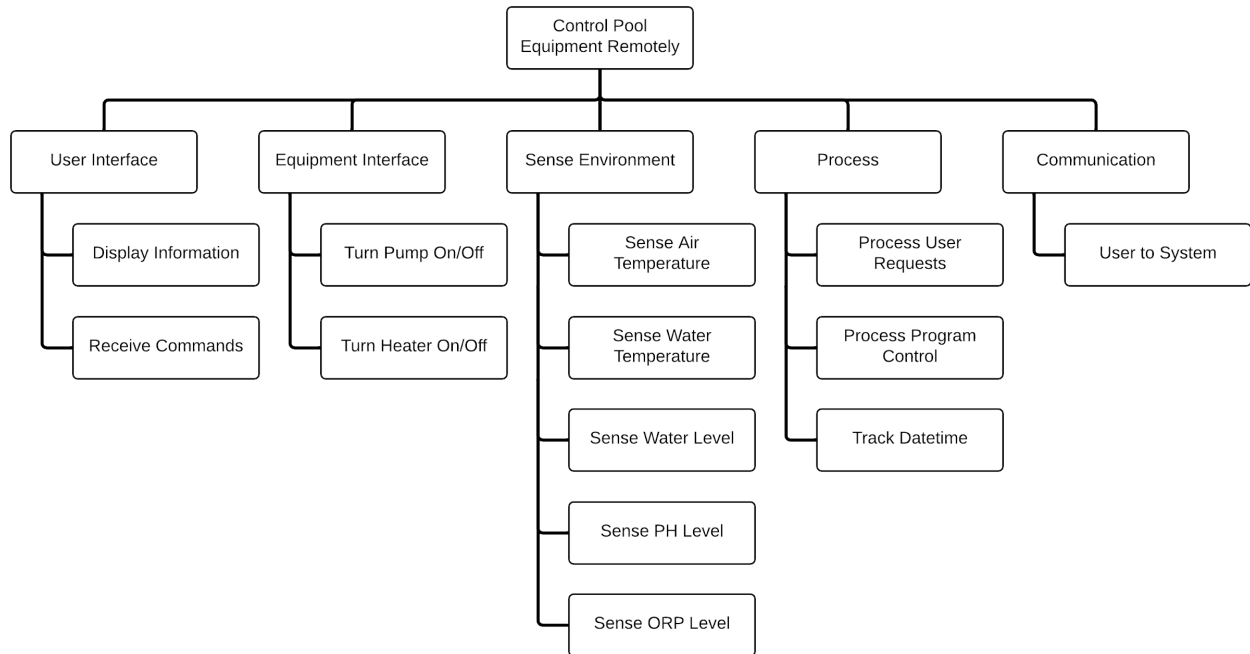 Control Pool
Equipment Remotely
User Interface
Equipment Interface
Sense Environment
Process
Communication
Display Information
Turn Pump On/Off
Sense Air
Temperature
Process User
Requests
User to System
Receive Commands
Turn Heater On/Off
Sense Water
Temperature
Process Program
Control
Sense Water Level
Track Datetime
Sense PH Level
Sense ORP Level